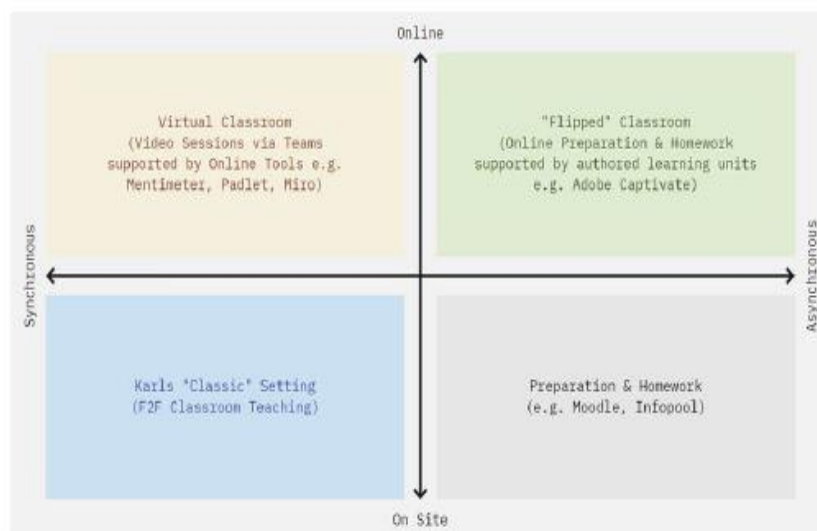 Online
Virtual Classroom
(Video Sessions via Teams
supported by Online Tools e.g.
Mentimeter, Padlet, Miro)
"Flipped" Classroom
(Online Preparation & Homework
supported by authored learning units
e.g. Adobe Captivate)
Synchronous
Asynchronous
Karls "Classic" Setting
(F2F Classroom Teaching)
Preparation & Homework
(e.g. Moodle, Infopool)
On Site